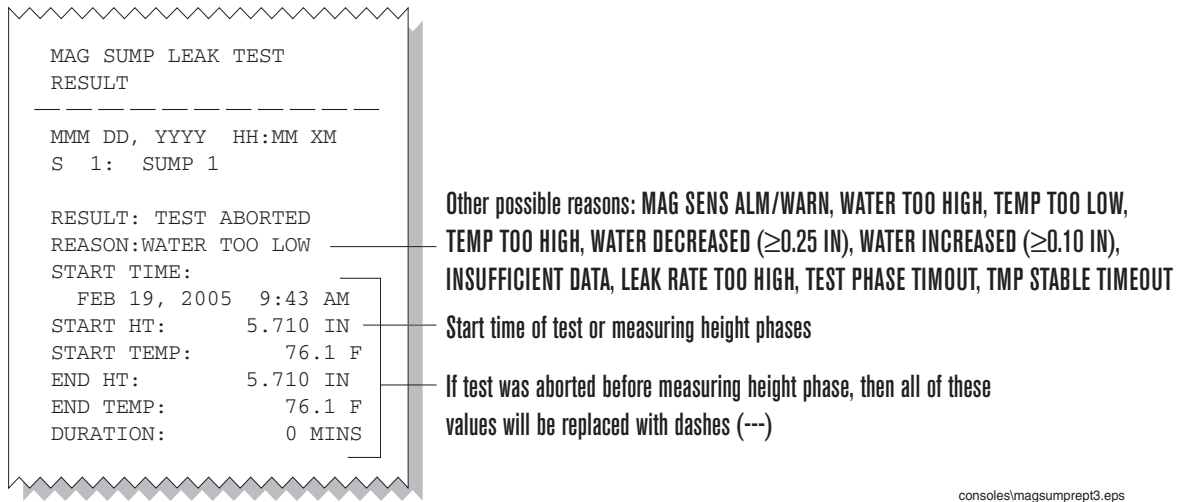 MAG SUMP LEAK TEST
RESULT
MMM DD, YYYY HH:MM XM
S 1: SUMP 1
RESULT: TEST ABORTED
REASON:WATER TOO LOW
START TIME:
FEB 19, 2005 9:43 AM
START HT: 5.710 IN
START TEMP: 76.1 F
END HT: 5.710 IN
END TEMP: 76.1 F
DURATION: 0 MINS
Other possible reasons: MAG SENS ALM/WARN, WATER TOO HIGH, TEMP TOO LOW,
TEMP TOO HIGH, WATER DECREASED (≥0.25 IN), WATER INCREASED (≥0.10 IN),
INSUFFICIENT DATA, LEAK RATE TOO HIGH, TEST PHASE TIMOUT, TMP STABLE TIMEOUT
Start time of test or measuring height phases
If test was aborted before measuring height phase, then all of these
values will be replaced with dashes (---)
consoles\magsumprept3.eps